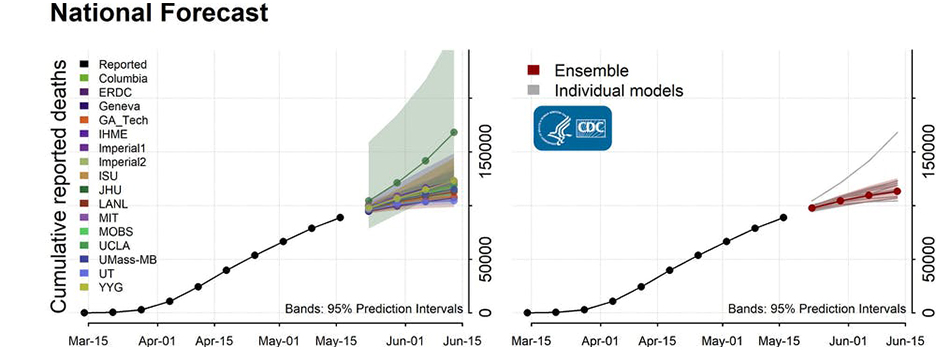 National Forecast
Cumulative reported deaths
Reported
Columbia
ERDC
Geneva
GA_Tech
IHME
Imperial1
Imperial2
ISU
JHU
LANL
MIT
MOBS
UCLA
UMass-MB
UT
YYG
Bands: 95% Prediction Intervals
150000
50000
0
Mar-15 Apr-01 Apr-15 May-01 May-15 Jun-01 Jun-15
Ensemble
Individual models
CDC
Bands: 95% Prediction Intervals
150000
50000
0
Mar-15 Apr-01 Apr-15 May-01 May-15 Jun-01 Jun-15